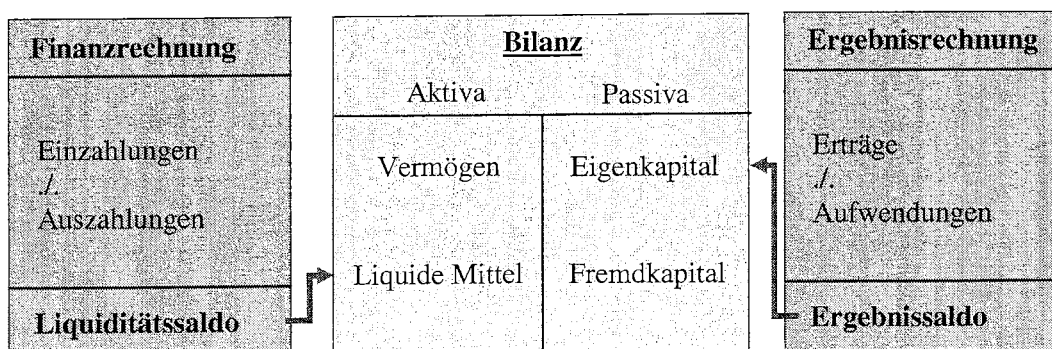 Finanzrechnung
Einzahlungen
./.
Auszahlungen
Liquiditätssaldo
Bilanz
Aktiva Passiva
Vermögen Eigenkapital
Liquide Mittel Fremdkapital
Ergebnisrechnung
Erträge
./.
Aufwendungen
Ergebnissaldo